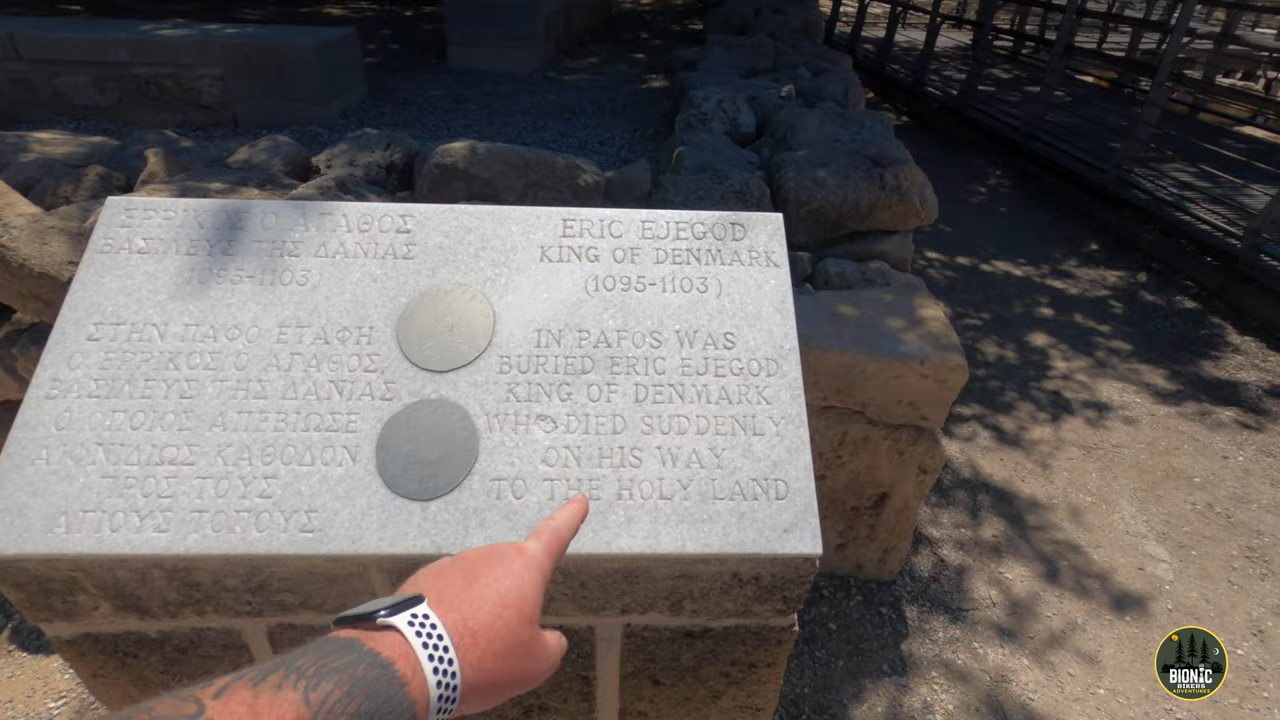 ΕΡΡΙΚΟΣ Ο ΑΓΑΘΟΣ
ΒΑΣΙΛΕΥΣ ΤΗΣ ΔΑΝΙΑΣ
(1095-1103)
ΣΤΗΝ ΠΑΦΟ ΕΤΑΦΗ
Ο ΕΡΡΙΚΟΣ Ο ΑΓΑΘΟΣ,
ΒΑΣΙΛΕΥΣ ΤΗΣ ΔΑΝΙΑΣ
Ο ΟΠΟΙΟΣ ΑΠΕΒΙΩΣΕ
ΑΙΦΝΙΔΙΩΣ ΚΑΘΟΔΟΝ
ΠΡΟΣ ΤΟΥΣ
ΑΓΙΟΥΣ ΤΟΠΟΥΣ
ERIC EJEGOD
KING OF DENMARK
(1095-1103)
IN PAFOS WAS
BURIED ERIC EJEGOD
KING OF DENMARK
WHO DIED SUDDENLY
ON HIS WAY
TO THE HOLY LAND
BIONIC
BIKERS
ADVENTURES